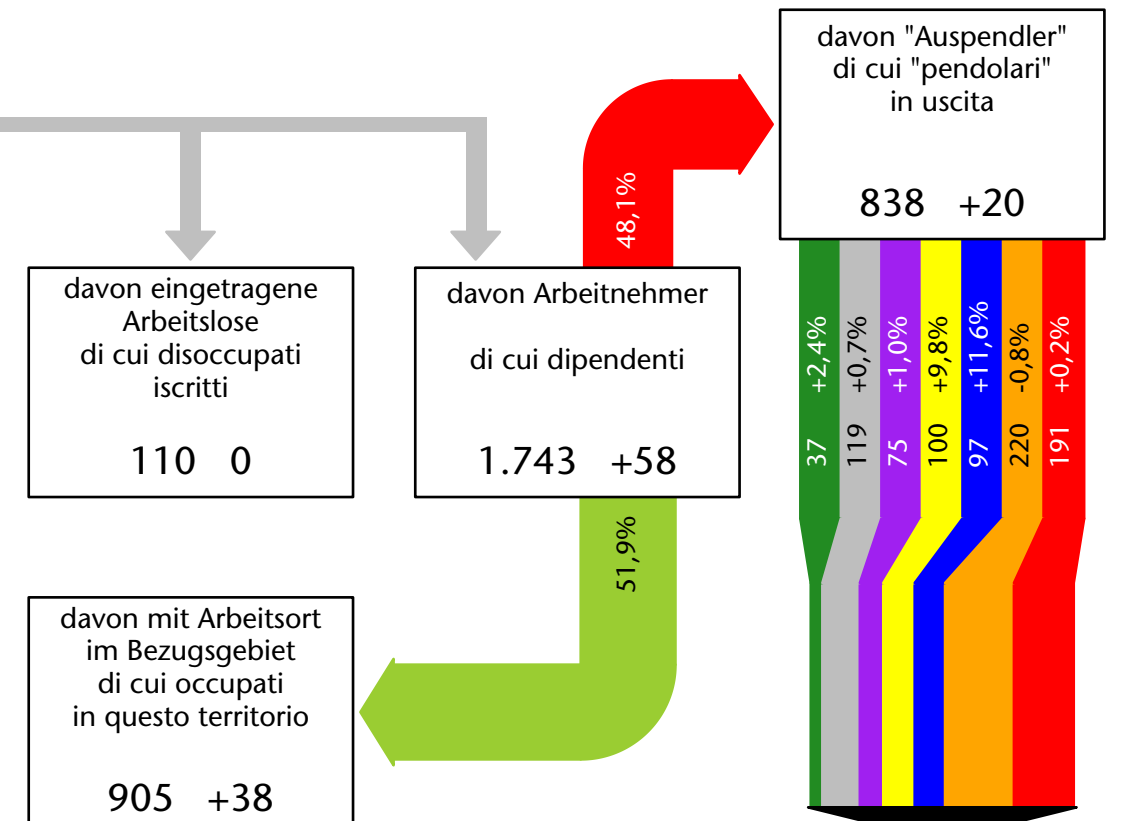 davon "Auspendler"
di cui "pendolari"
in uscita
838 +20
48,1%
davon eingetragene
Arbeitslose
di cui disoccupati
iscritti
110 0
davon Arbeitnehmer
di cui dipendenti
1.743 +58
37 +2,4%
119 +0,7%
75 +1,0%
100 +9,8%
97 +11,6%
220 -0,8%
191 +0,2%
51,9%
davon mit Arbeitsort
im Bezugsgebiet
di cui occupati
in questo territorio
905 +38